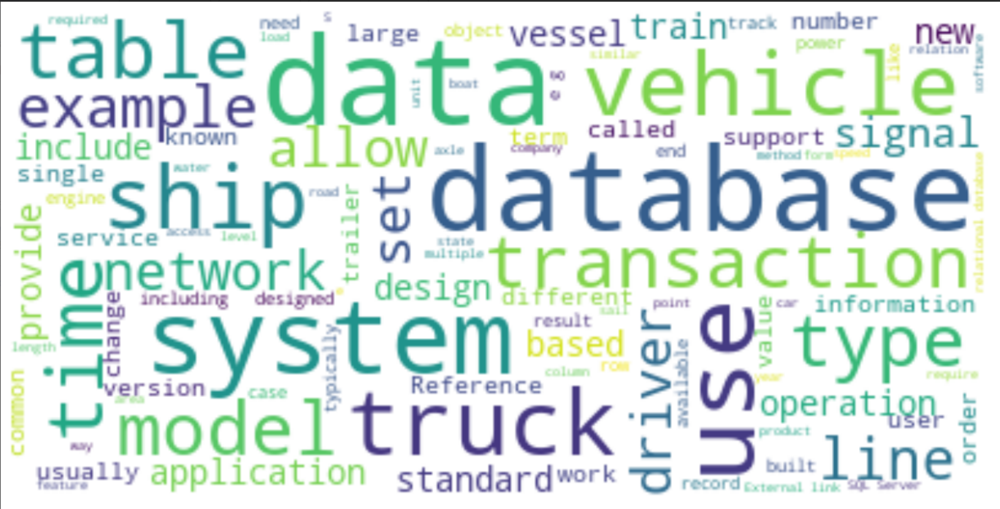 required
need
s
large
object
vessel
train
track
number
new
table
load
data
similar
power
like
relation
software
vehicle
example
unit
boat
go
e
include
known
allow
term
company
called
support
signal
axle
end
method
form
speed
single
water
ship
road
set
database
relational database
engine
trailer
provide
service
access
level
state
multiple
transaction
time
network
design
different
including
designed
change
system
typically
sail
result
based
column
row
driver
point
available
use
value
car
information
type
length
version
case
Reference
year
require
common
area
model
truck
operation
user
order
way
product
line
usually
feature
application
standard
work
built
record
External link
SQL Server